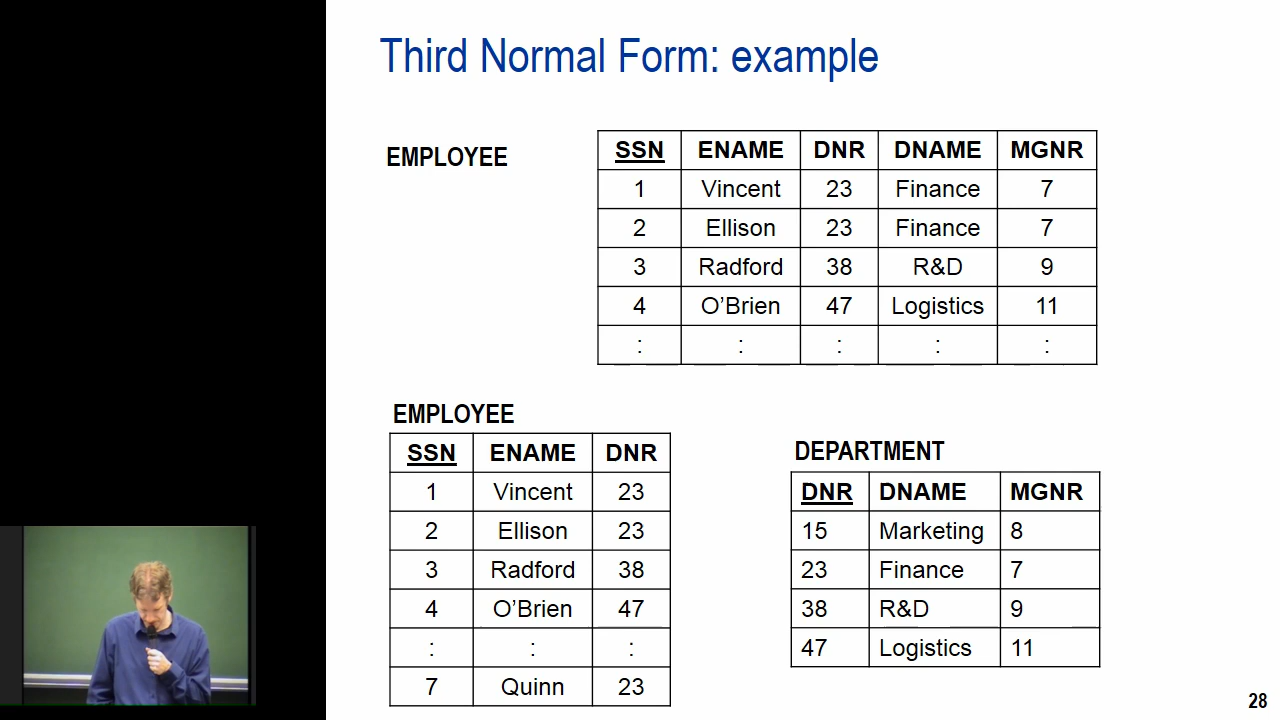 Third Normal Form: example
EMPLOYEE
SSN ENAME DNR DNAME MGNR
1 Vincent 23 Finance 7
2 Ellison 23 Finance 7
3 Radford 38 R&D 9
4 O’Brien 47 Logistics 11
: : : : :
EMPLOYEE
SSN ENAME DNR
1 Vincent 23
2 Ellison 23
3 Radford 38
4 O’Brien 47
: : :
7 Quinn 23
DEPARTMENT
DNR DNAME MGNR
15 Marketing 8
23 Finance 7
38 R&D 9
47 Logistics 11
28